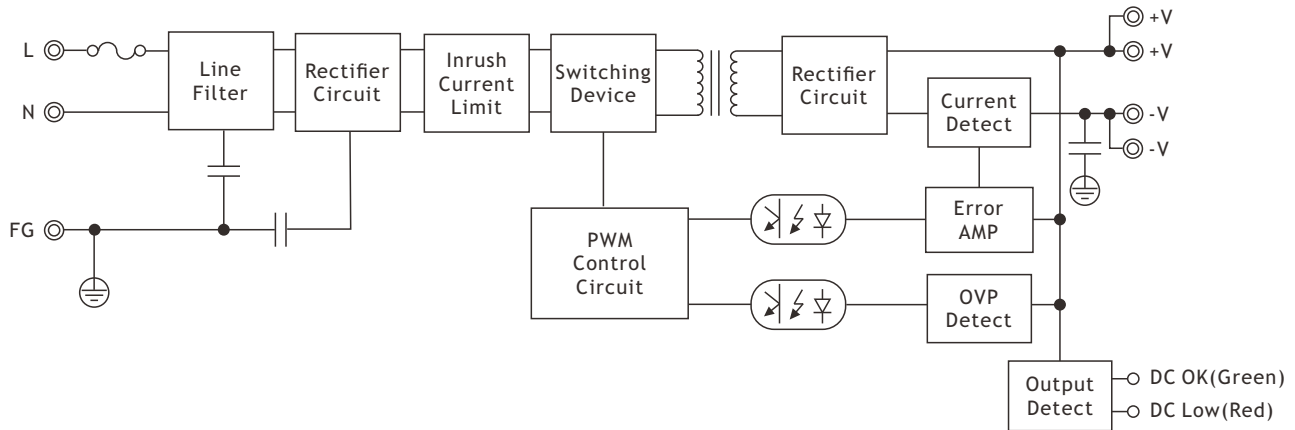 +V
L
Line
Filter
Rectifier
Circuit
Inrush
Current
Limit
Switching
Device
Rectifier
Circuit
+V
N
Current
Detect
-V
-V
FG
PWM
Control
Circuit
Error
AMP
OVP
Detect
Output
Detect
DC OK(Green)
DC Low(Red)